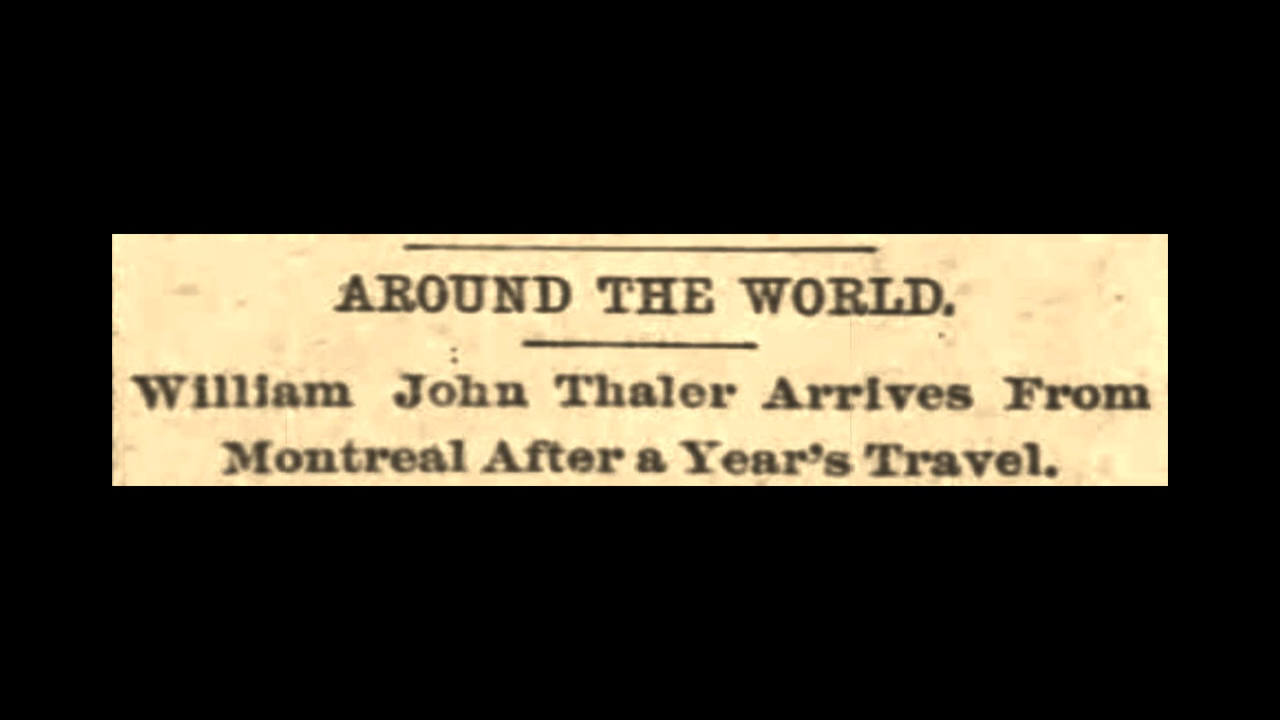 AROUND THE WORLD.
William John Thaler Arrives From
Montreal After a Year's Travel.